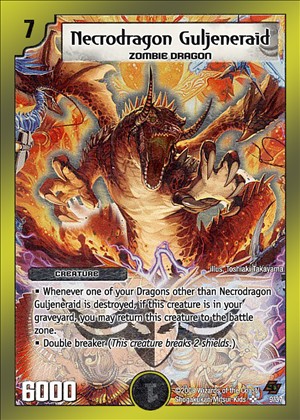 7
Necrodragon Guljeneraid
ZOMBIE DRAGON
Illus. Toshiaki Takayama
CREATURE
• Whenever one of your Dragons other than Necrodragon
Guljeneraid is destroyed, if this creature is in your
graveyard, you may return this creature to the battle
zone.
• Double breaker (This creature breaks 2 shields.)
6000
1
Wizards of the Coast
Shogakukan/Mitsui-Kids